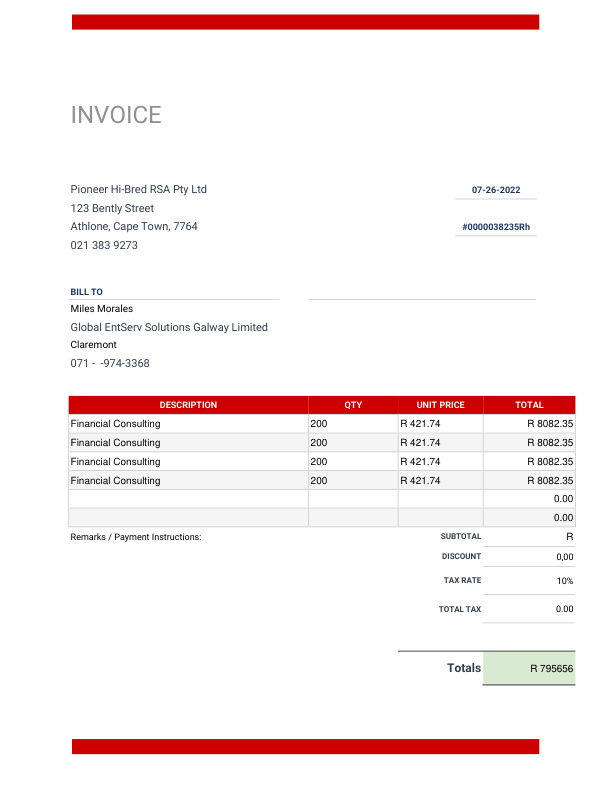 INVOICE
Pioneer Hi-Bred RSA Pty Ltd
07-26-2022
123 Bently Street
Athlone, Cape Town, 7764
#0000038235Rh
021 383 9273
BILL TO
Miles Morales
Global EntServ Solutions Galway Limited
Claremont
071 -  -974-3368
DESCRIPTION QTY UNIT PRICE TOTAL
Financial Consulting 200 R 421.74 R 8082.35
Financial Consulting 200 R 421.74 R 8082.35
Financial Consulting 200 R 421.74 R 8082.35
Financial Consulting 200 R 421.74 R 8082.35
0.00
0.00
Remarks / Payment Instructions: SUBTOTAL R
DISCOUNT 0,00
TAX RATE 10%
TOTAL TAX 0.00
Totals R 795656